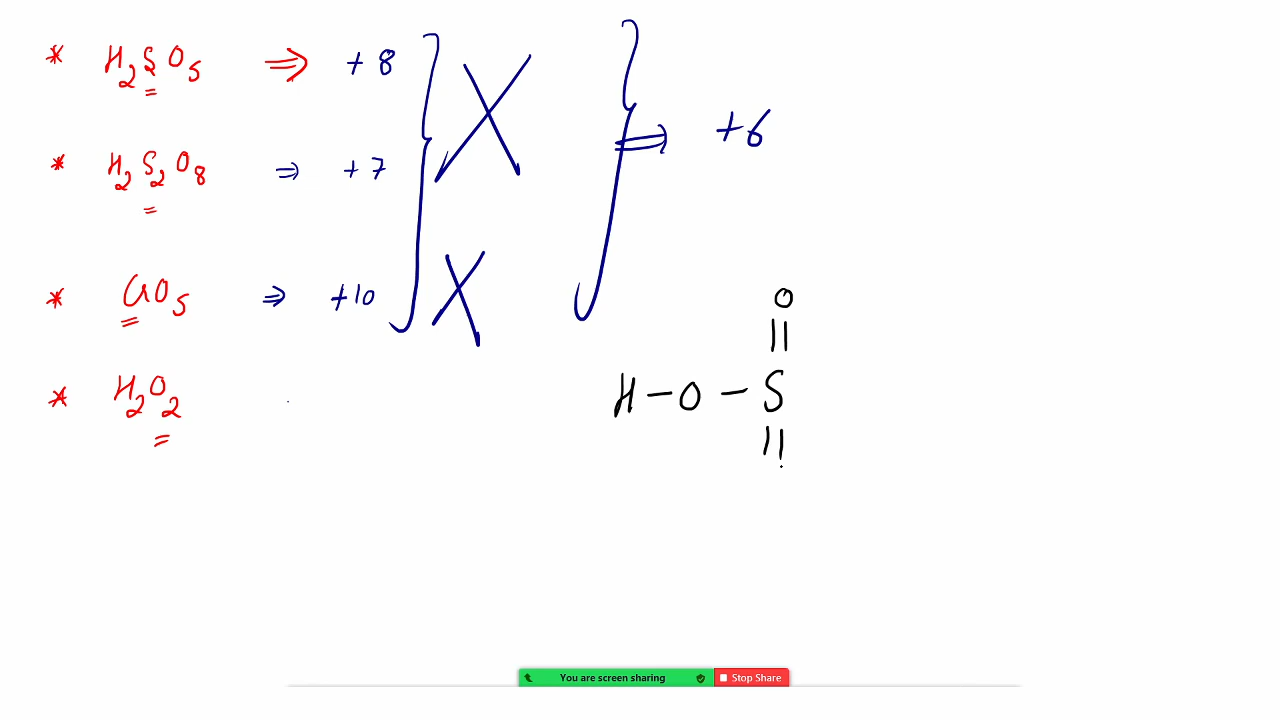 * H₂SO₅ ⇒ +8
⇒ +6
* H₂S₂O₈ ⇒ +7
* CrO₅ ⇒ +10
* H₂O₂
O
||
H-O-S
||
You are screen sharing Stop Share